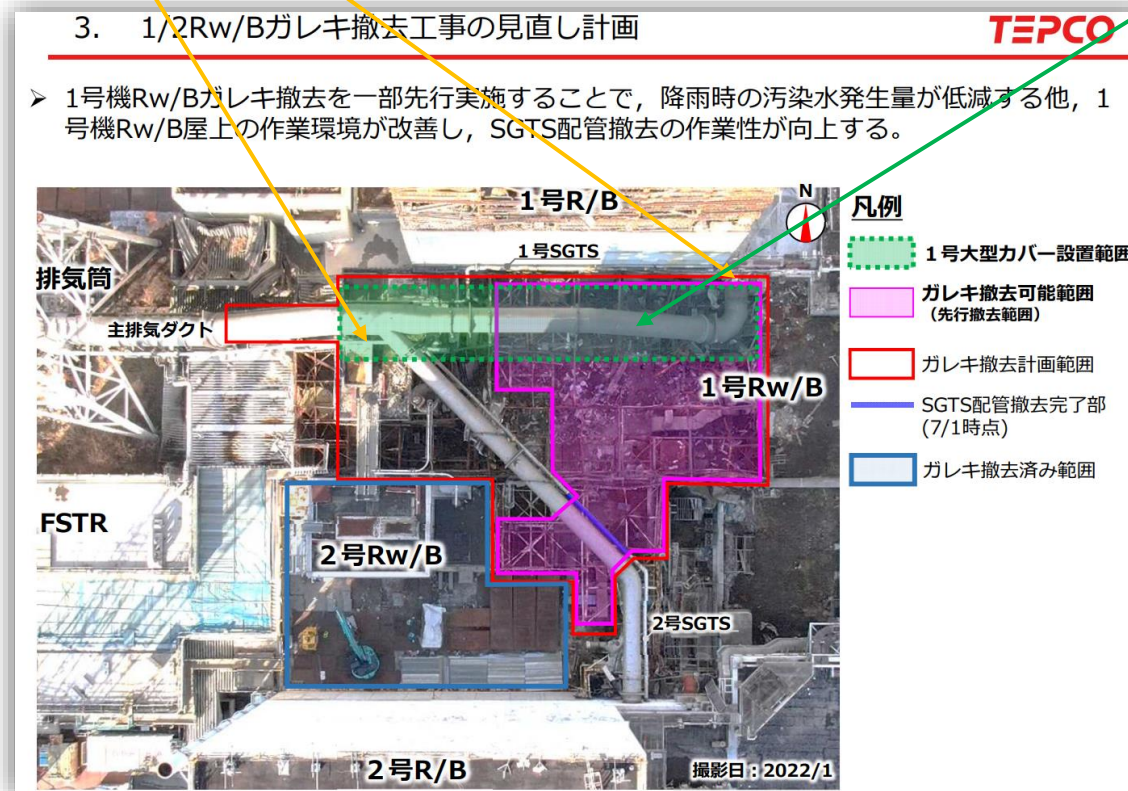 3. 1/2Rw/Bガレキ撤去工事の見直し計画
TEPCO
➢ 1号機Rw/Bガレキ撤去を一部先行実施することで，降雨時の汚染水発生量が低減する他，1
号機Rw/B屋上の作業環境が改善し，SGTS配管撤去の作業性が向上する。
1号R/B
N
凡例
1号SGTS
1号大型カバー設置範囲
排気筒
ガレキ撤去可能範囲
（先行撤去範囲）
主排気ダクト
ガレキ撤去計画範囲
1号Rw/B
SGTS配管撤去完了部
(7/1時点)
ガレキ撤去済み範囲
FSTR
2号Rw/B
2号SGTS
2号R/B
撮影日：2022/1